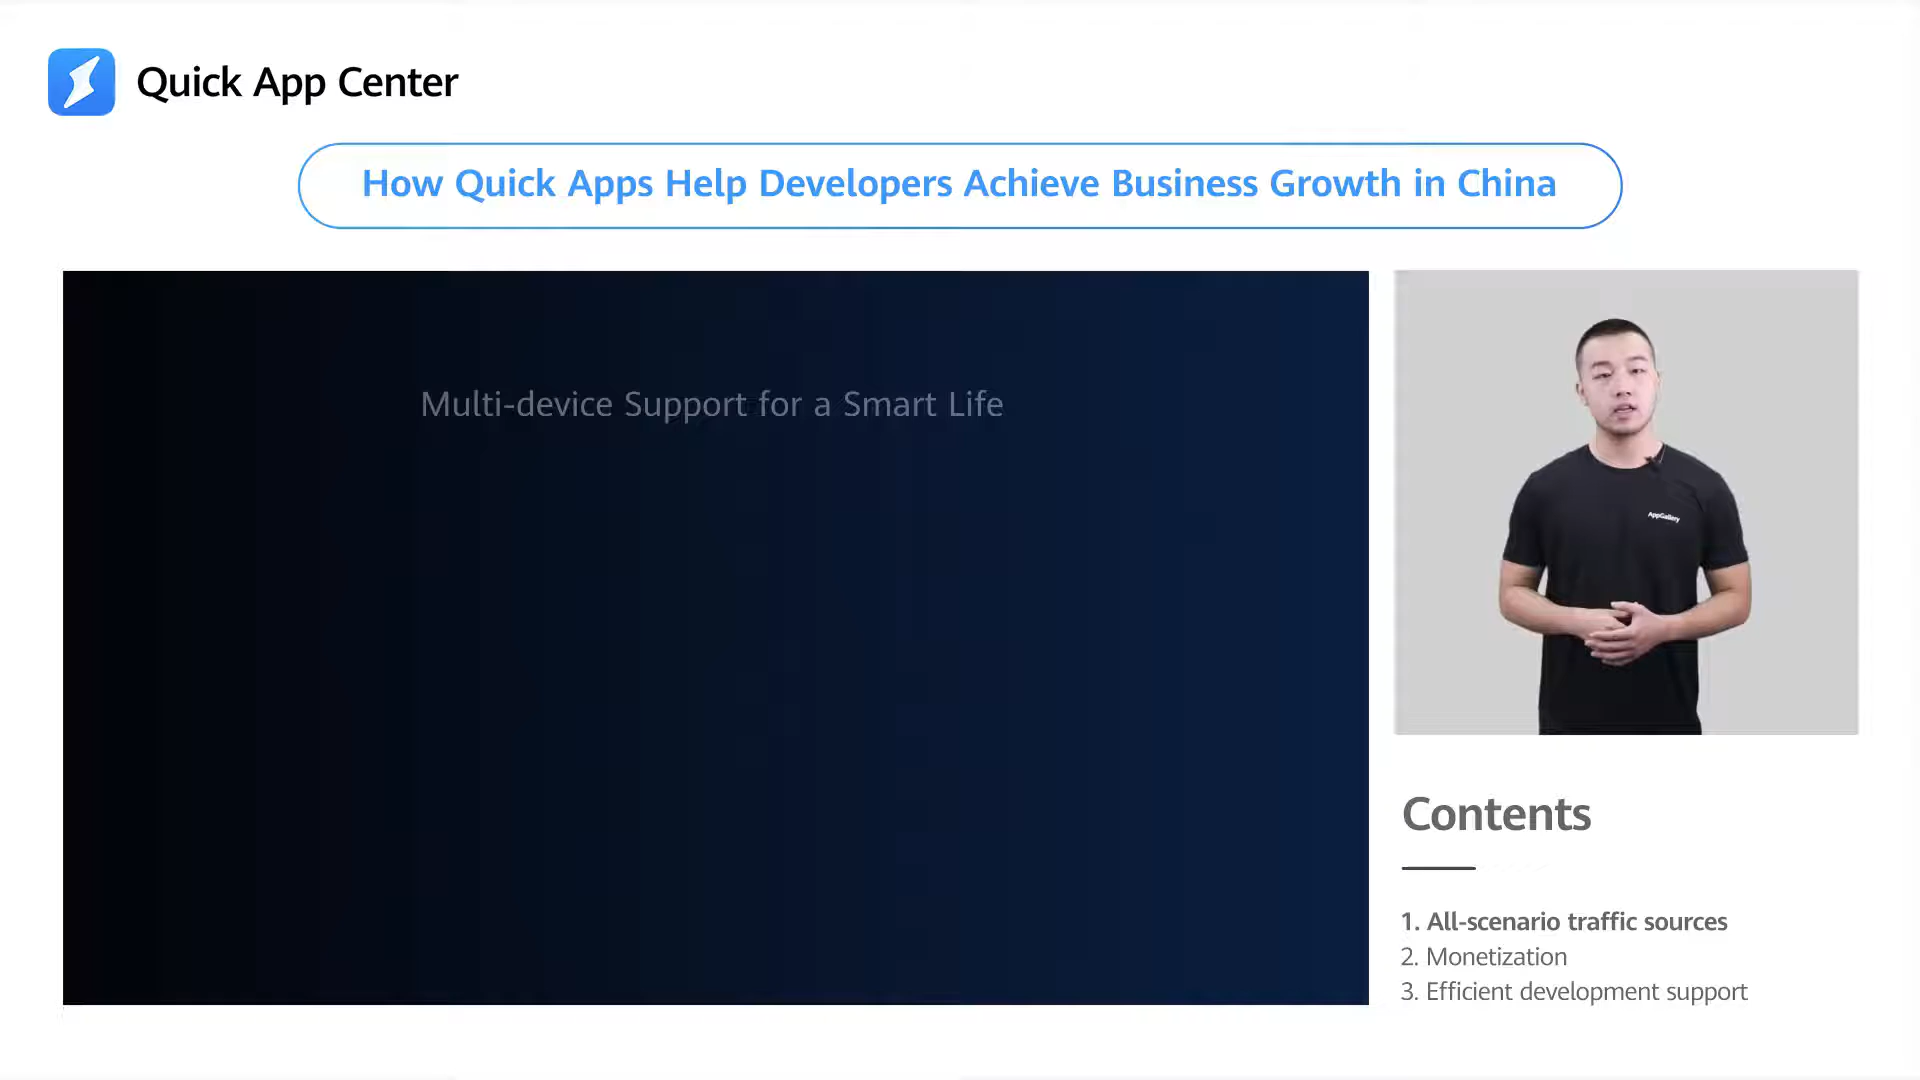 Quick App Center
How Quick Apps Help Developers Achieve Business Growth in China
Multi-device Support for a Smart Life
AppGallery
Contents
1. All-scenario traffic sources
2. Monetization
3. Efficient development support